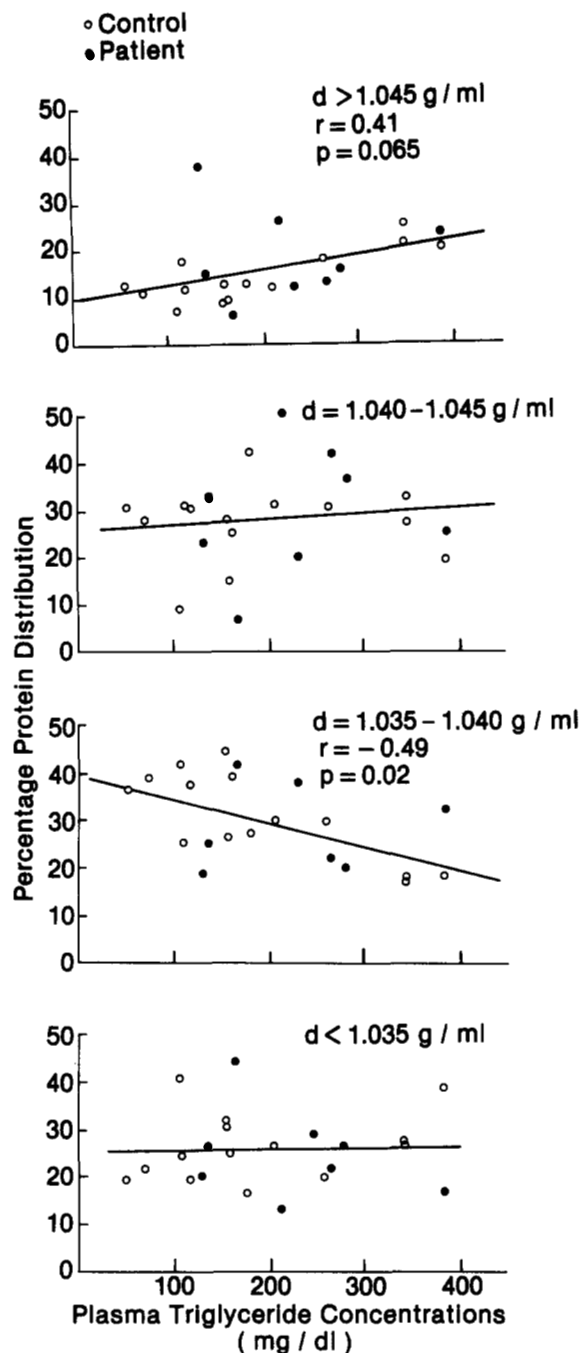 Control
Patient
d > 1.045 g / ml
r = 0.41
p = 0.065
50
40
30
20
10
0
d = 1.040 – 1.045 g / ml
50
40
30
20
10
0
d = 1.035 – 1.040 g / ml
r = – 0.49
p = 0.02
50
40
30
20
10
0
d < 1.035 g / ml
50
40
30
20
10
0
Percentage Protein Distribution
100 200 300 400
Plasma Triglyceride Concentrations
( mg / dl )